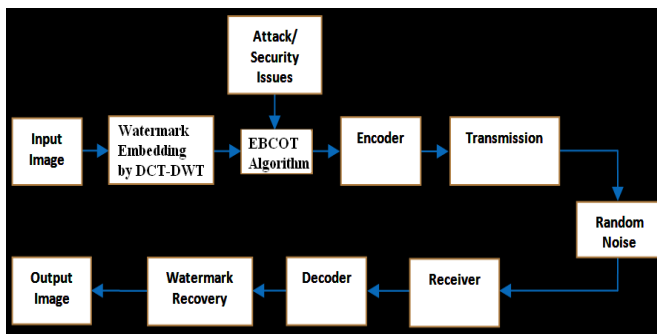 Attack/
Security
Issues
Input
Image
Watermark
Embedding
by DCT-DWT
EBCOT
Algorithm
Encoder
Transmission
Random
Noise
Output
Image
Watermark
Recovery
Decoder
Receiver